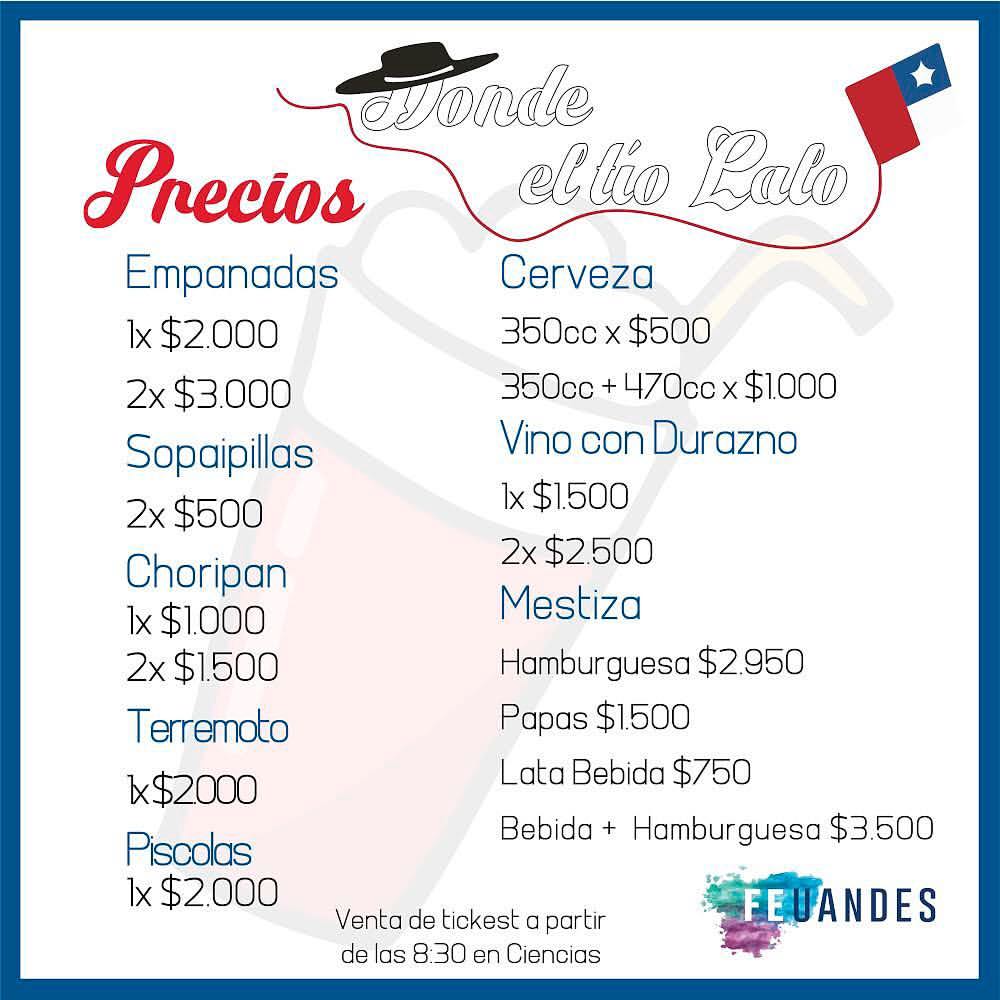 Donde
el tío Lalo
Precios
Empanadas
1x $2.000
2x $3.000
Sopaipillas
2x $500
Choripan
1x $1.000
2x $1.500
Terremoto
1x $2000
Piscolas
1x $2.000
Cerveza
350cc x $500
350cc + 470cc x $1.000
Vino con Durazno
1x $1.500
2x $2.500
Mestiza
Hamburguesa $2.950
Papas $1.500
Lata Bebida $750
Bebida + Hamburguesa $3.500
Venta de tickest a partir
de las 8:30 en Ciencias
FEUANDES